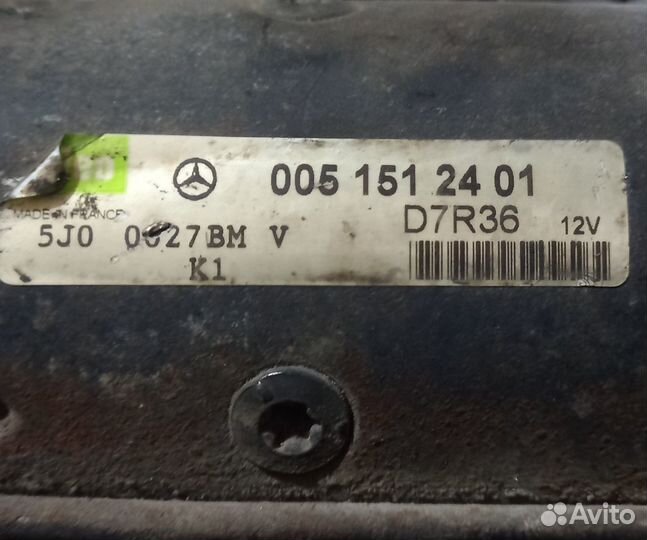 005 151 24 01
MADE IN FRANCE
D7R36 12V
5J0 0027BM V
K1
Avito